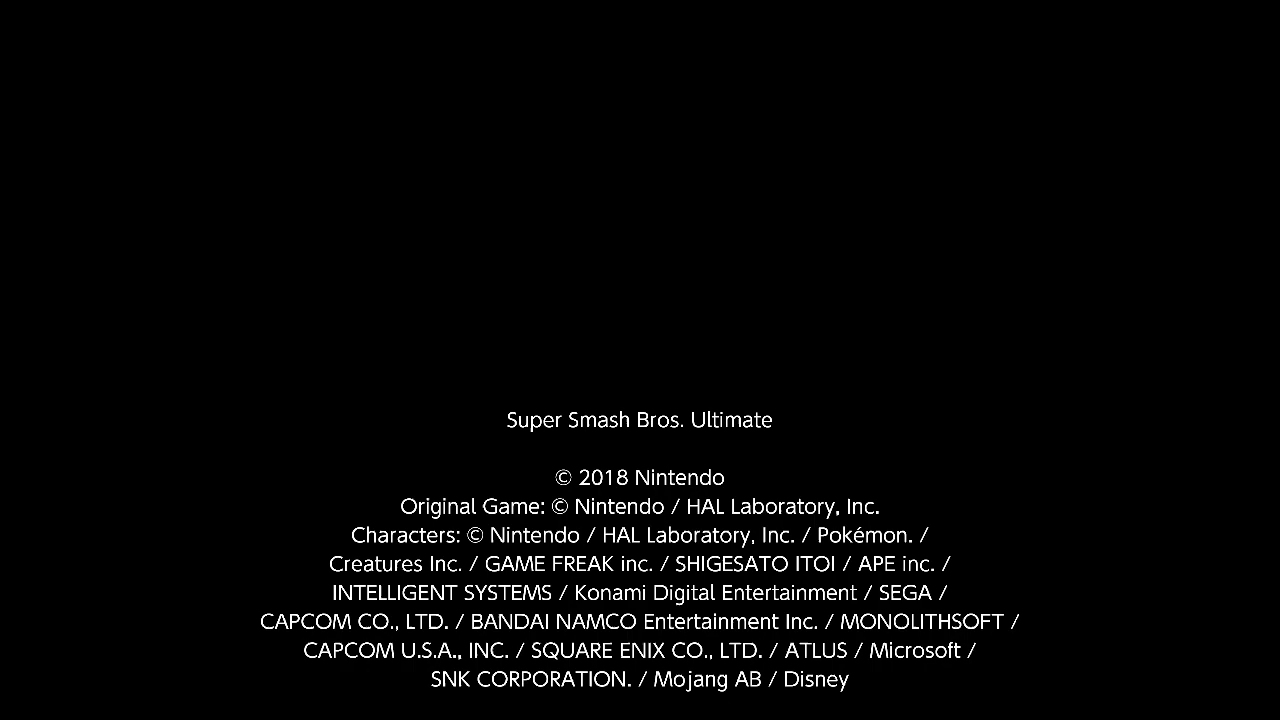 Super Smash Bros. Ultimate
© 2018 Nintendo
Original Game: © Nintendo / HAL Laboratory, Inc.
Characters: © Nintendo / HAL Laboratory, Inc. / Pokémon. /
Creatures Inc. / GAME FREAK inc. / SHIGESATO ITOI / APE inc. /
INTELLIGENT SYSTEMS / Konami Digital Entertainment / SEGA /
CAPCOM CO., LTD. / BANDAI NAMCO Entertainment Inc. / MONOLITHSOFT /
CAPCOM U.S.A., INC. / SQUARE ENIX CO., LTD. / ATLUS / Microsoft /
SNK CORPORATION. / Mojang AB / Disney